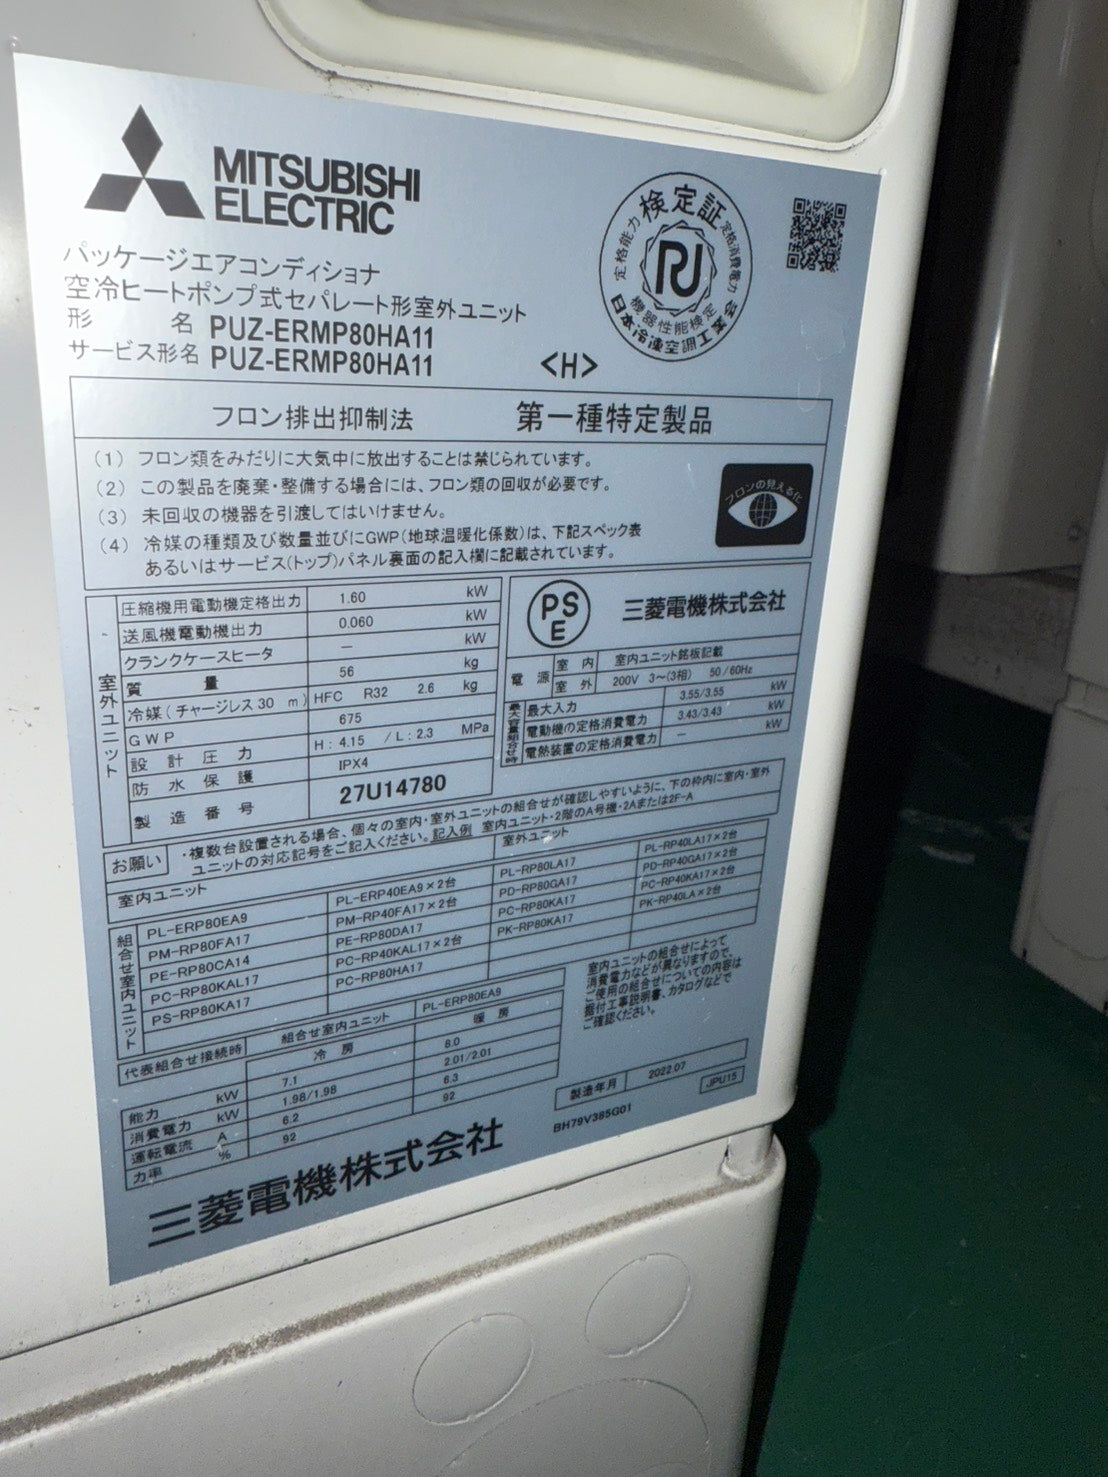 MITSUBISHI
ELECTRIC
パッケージエアコンディショナ
空冷ヒートポンプ式セパレート形室外ユニット
形 名 PUZ-ERMP80HA11
サービス形名 PUZ-ERMP80HA11
<H>
検定証
定格能力
定格消費電力
機器性能検定
日本冷凍空調工業会
フロン排出抑制法 第一種特定製品
(1) フロン類をみだりに大気中に放出することは禁じられています。
(2) この製品を廃棄・整備する場合には、フロン類の回収が必要です。
(3) 未回収の機器を引渡してはいけません。
(4) 冷媒の種類及び数量並びにGWP(地球温暖化係数)は、下記スペック表
あるいはサービス(トップ)パネル裏面の記入欄に記載されています。
フロンの見える化
室外ユニット
圧縮機用電動機定格出力 1.60 kW
送風機電動機出力 0.060 kW
クランクケースヒータ — kW
質 量 56 kg
冷媒(チャージレス30 m) HFC R32 2.6 kg
GWP 675
設計圧力 H:4.15 /L:2.3 MPa
防水保護 IPX4
製造番号 27U14780
PS
E
三菱電機株式会社
電源 室内 室内ユニット銘板記載
室外 200V 3~(3相) 50/60Hz
最大容量組合せ時
最大入力 3.55/3.55 kW
電動機の定格消費電力 3.43/3.43 kW
電熱装置の定格消費電力 — kW
お願い
・複数台設置される場合、個々の室内・室外ユニットの組合せが確認しやすいように、下の枠内に室内・室外
ユニットの対応記号をご記入ください。記入例 室内ユニット・2階のA号機・2Aまたは2F-A
室内ユニット 室外ユニット
組合せ室内ユニット
PL-ERP80EA9 PL-ERP40EA9×2台 PL-RP80LA17 PL-RP40LA17×2台
PM-RP80FA17 PM-RP40FA17×2台 PD-RP80GA17 PD-RP40GA17×2台
PE-RP80CA14 PE-RP80DA17 PC-RP80KA17 PC-RP40KA17×2台
PC-RP80KAL17 PC-RP40KAL17×2台 PK-RP80KA17 PK-RP40LA×2台
PS-RP80KA17 PC-RP80HA17
室内ユニットの組合せによって
消費電力などが異なりますので、
ご使用の組合せについての内容は
据付工事説明書、カタログなどで
ご確認ください。
代表組合せ接続時 組合せ室内ユニット PL-ERP80EA9
冷房 暖房
能力 kW 7.1 8.0
消費電力 kW 1.98/1.98 2.01/2.01
運転電流 A 6.2 6.3
力率 % 92 92
製造年月 2022.07
JPU15
BH79V385G01
三菱電機株式会社